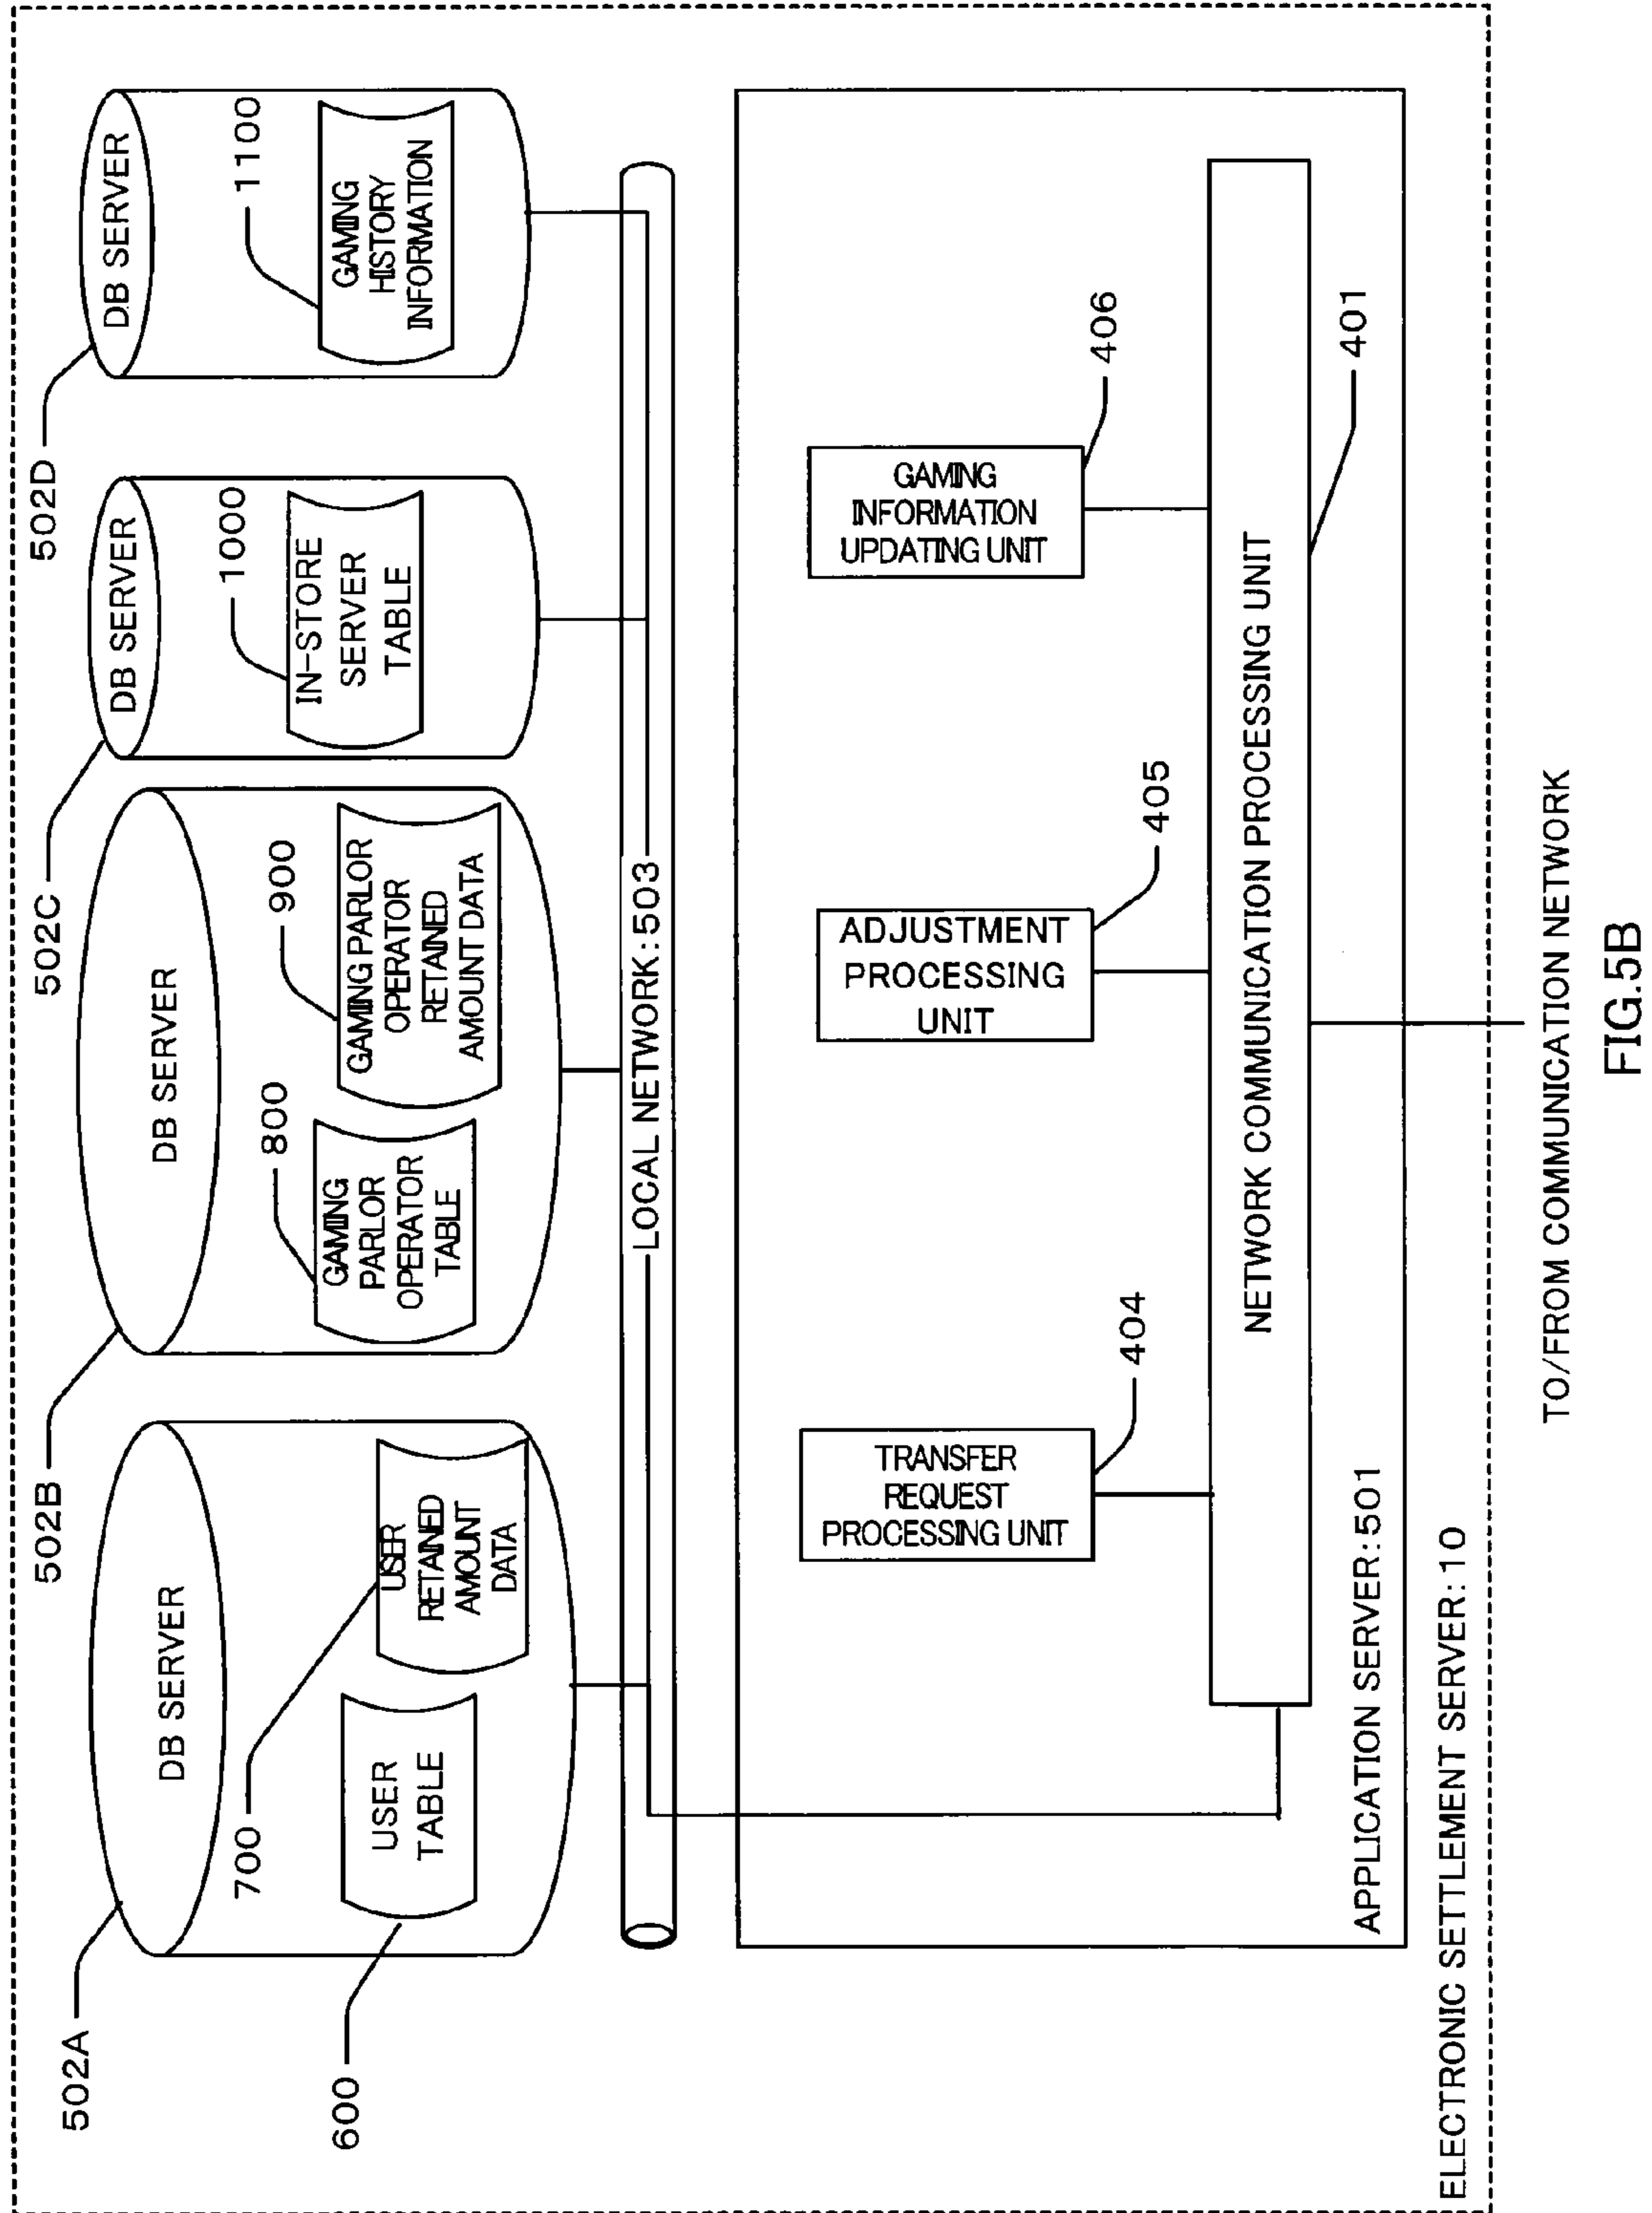 502A
502B
502C
502D
DB SERVER
DB SERVER
DB SERVER
DB SERVER
700
800
900
1000
1100
600
USER
TABLE
USER
RETAINED
AMOUNT
DATA
GAMING
PARLOR
OPERATOR
TABLE
GAMING PARLOR
OPERATOR
RETAINED
AMOUNT DATA
IN-STORE
SERVER
TABLE
GAMING
HISTORY
INFORMATION
LOCAL NETWORK:503
TRANSFER
REQUEST
PROCESSING UNIT
404
ADJUSTMENT
PROCESSING
UNIT
405
GAMING
INFORMATION
UPDATING UNIT
406
NETWORK COMMUNICATION PROCESSING UNIT
401
APPLICATION SERVER:501
ELECTRONIC SETTLEMENT SERVER:10
TO/FROM COMMUNICATION NETWORK
FIG.5B